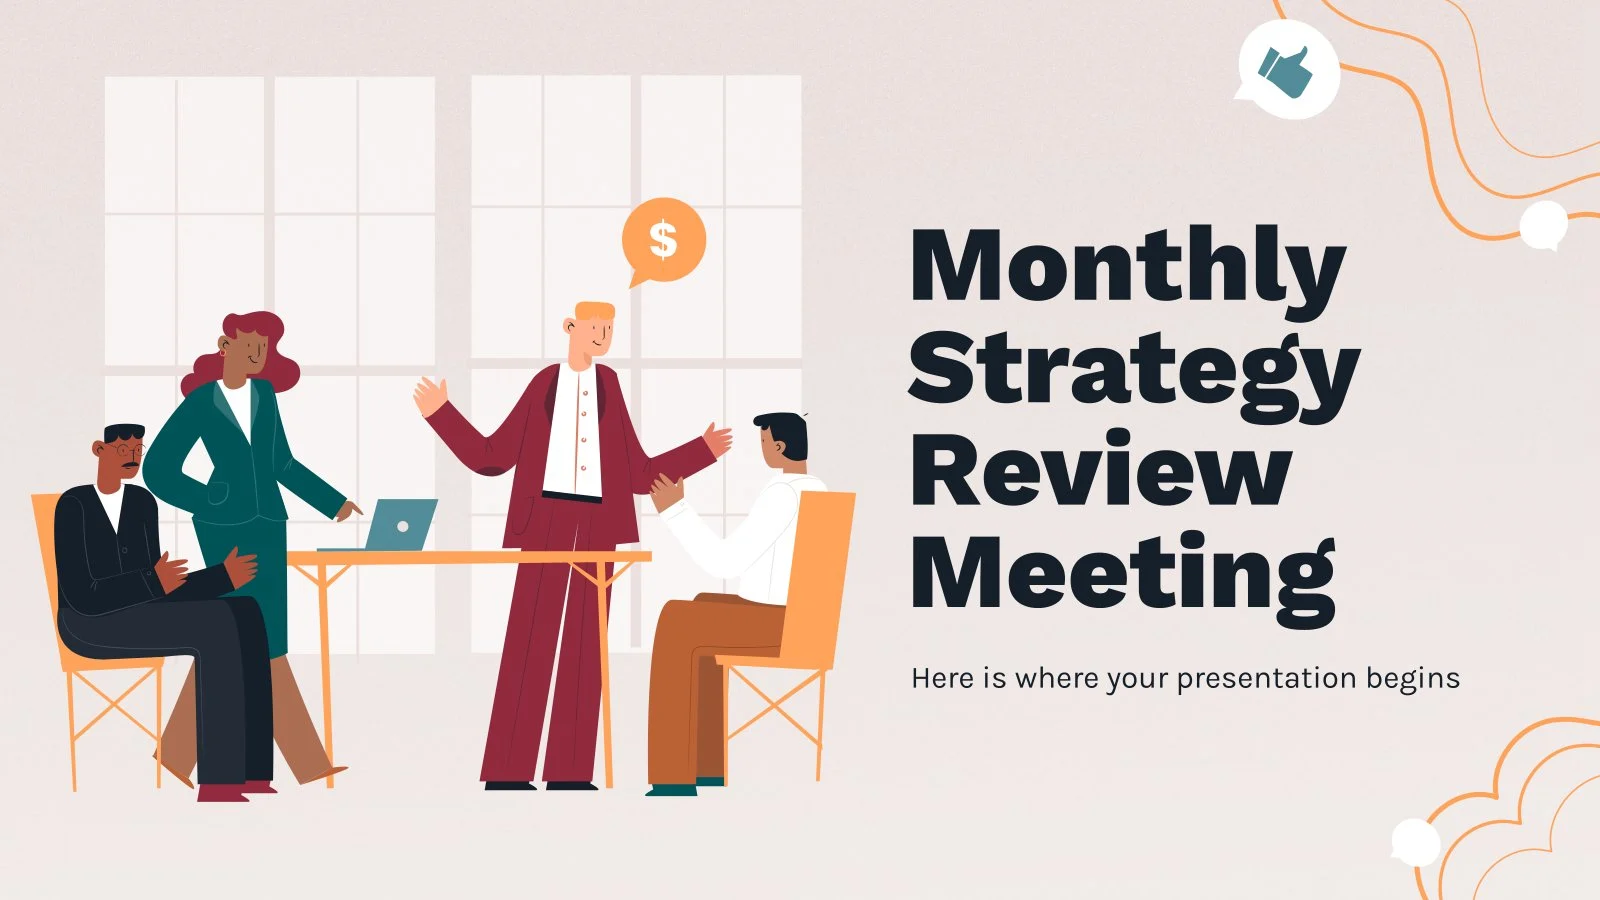 $
Monthly
Strategy
Review
Meeting
Here is where your presentation begins